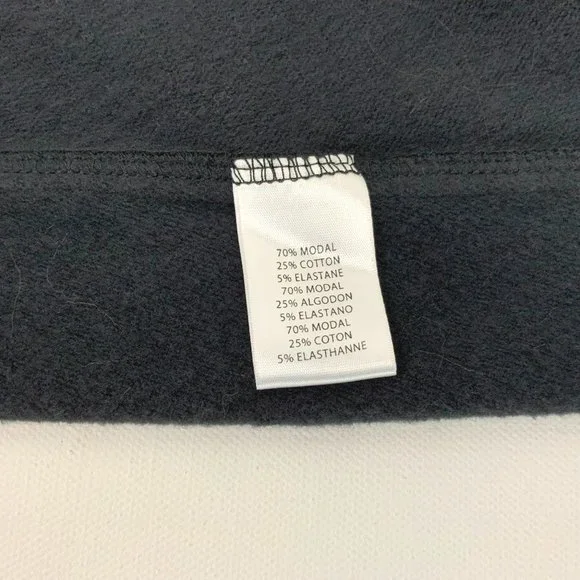 70% MODAL
25% COTTON
5% ELASTANE
70% MODAL
25% ALGODON
5% ELASTANO
70% MODAL
25% COTON
5% ELASTHANNE